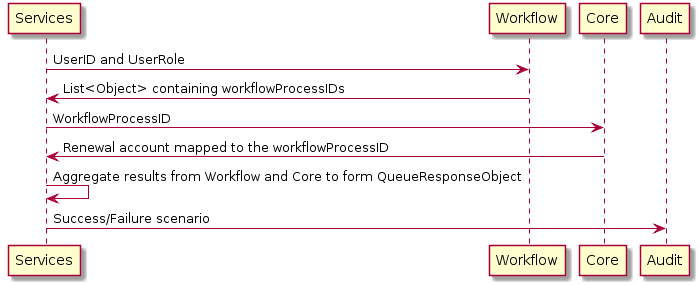 Services Workflow Core Audit
UserID and UserRole
List<Object> containing workflowProcessIDs
WorkflowProcessID
Renewal account mapped to the workflowProcessID
Aggregate results from Workflow and Core to form QueueResponseObject
Success/Failure scenario
Services Workflow Core Audit